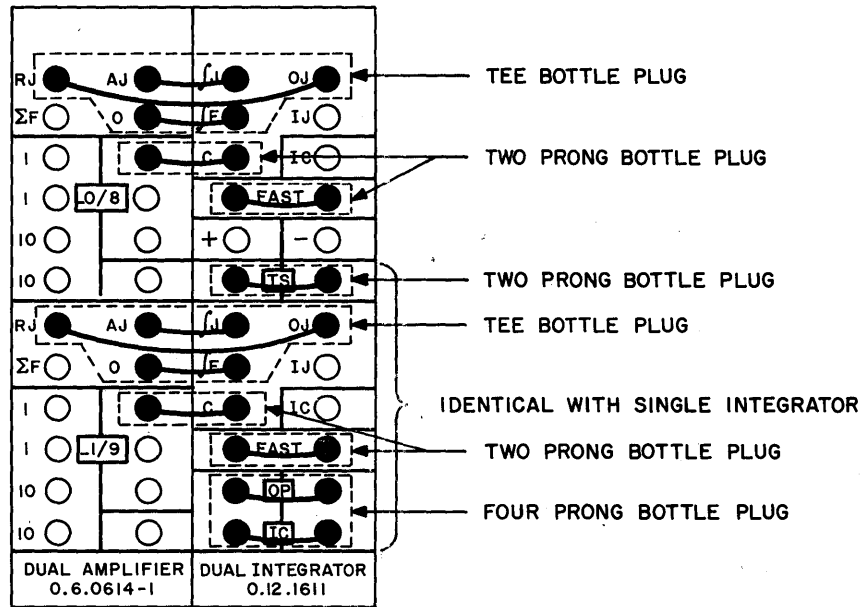 RJ AJ ∫J OJ TEE BOTTLE PLUG
ΣF O ∫F IJ
1 C IC TWO PRONG BOTTLE PLUG
1 LO/8 FAST
10 + −
10 TS TWO PRONG BOTTLE PLUG
RJ AJ ∫J OJ TEE BOTTLE PLUG
ΣF O ∫F IJ
1 C IC IDENTICAL WITH SINGLE INTEGRATOR
1 L1/9 FAST TWO PRONG BOTTLE PLUG
10 OP FOUR PRONG BOTTLE PLUG
10 IC
DUAL AMPLIFIER DUAL INTEGRATOR
0.6.0614-1 0.12.1611